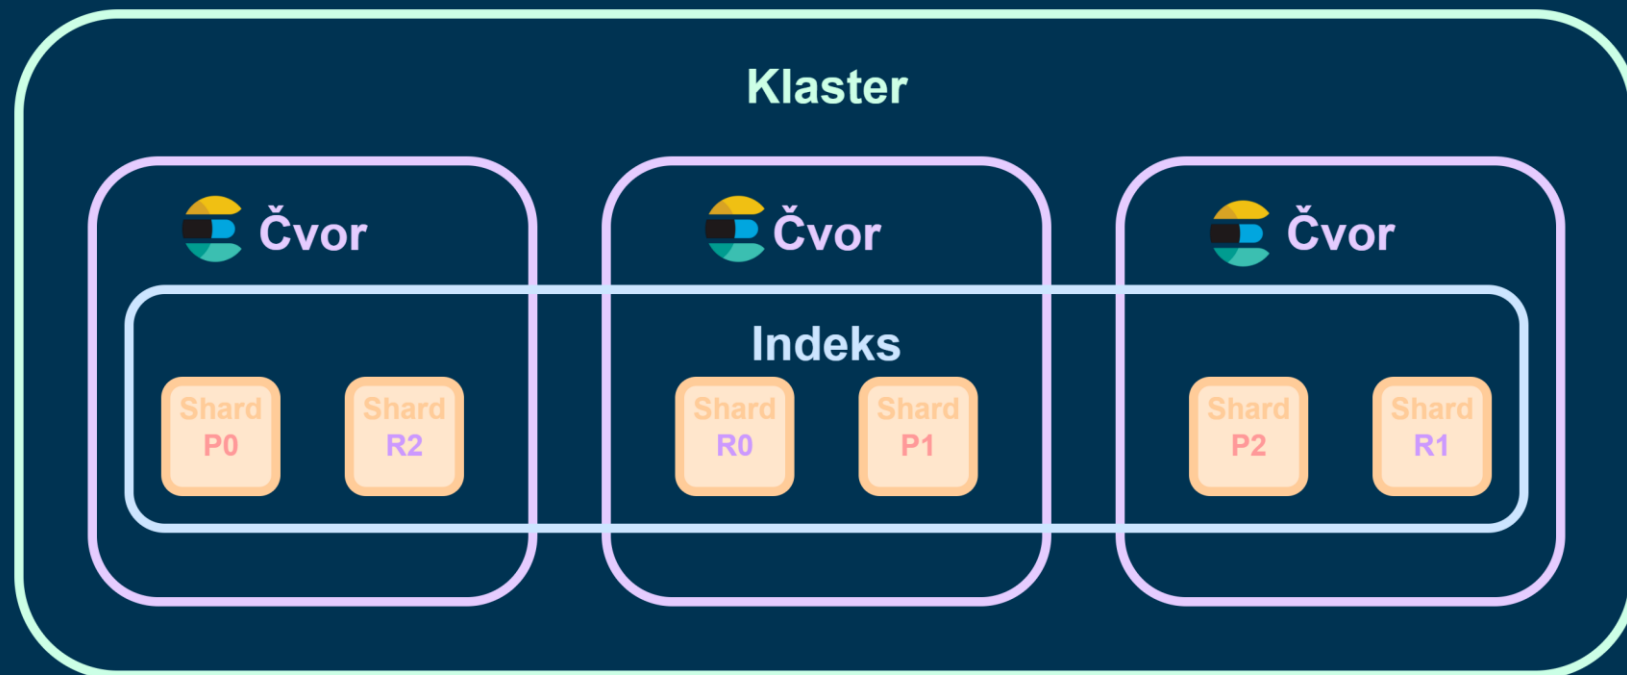 Klaster
Čvor
Čvor
Čvor
Indeks
Shard
P0
Shard
R2
Shard
R0
Shard
P1
Shard
P2
Shard
R1